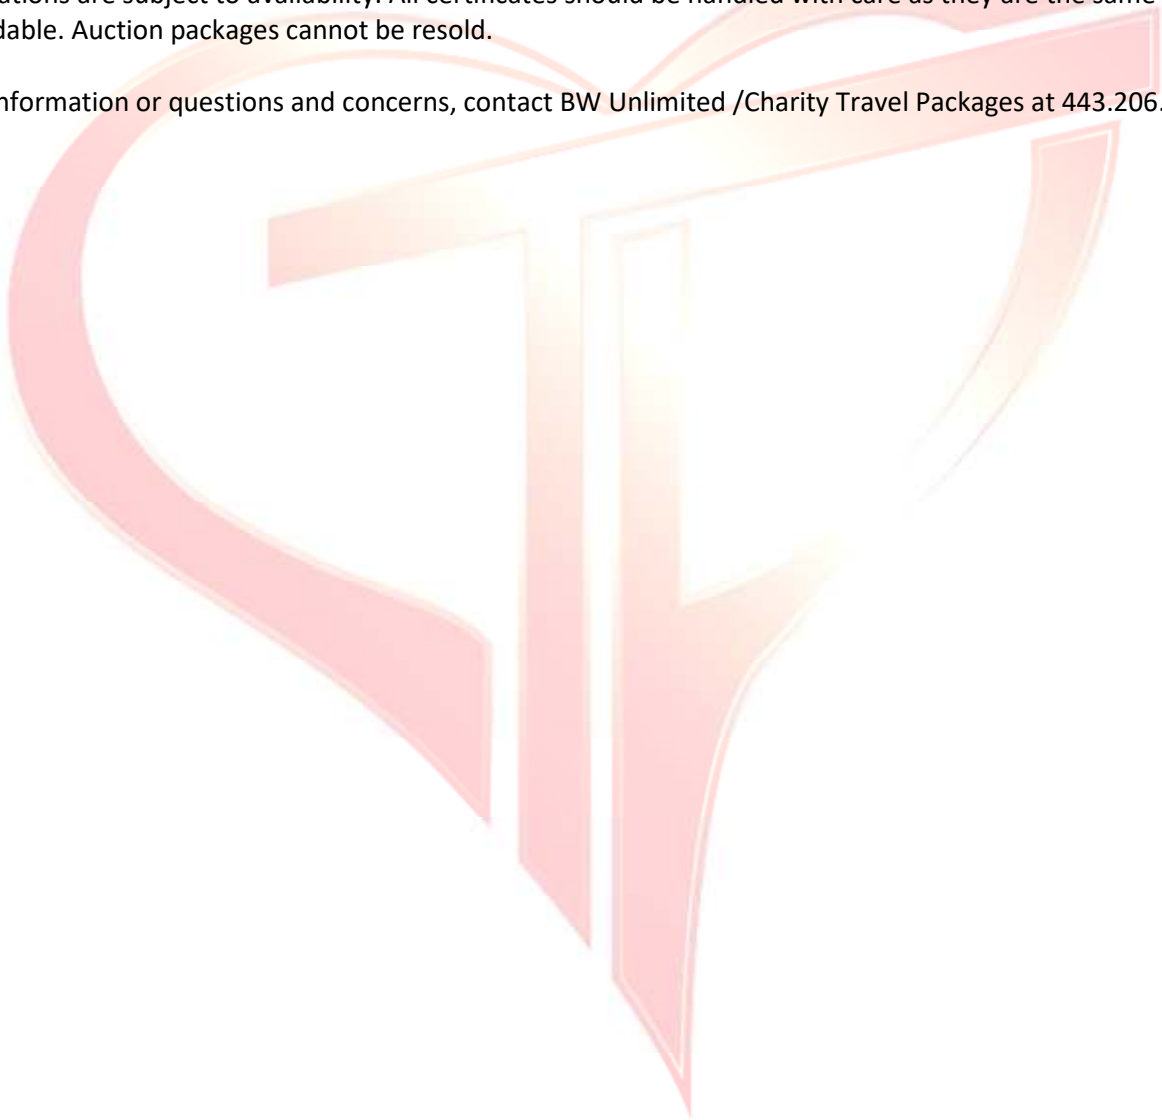 ations are subject to availability. All certificates should be handled with care as they are the same
dable. Auction packages cannot be resold.
nformation or questions and concerns, contact BW Unlimited /Charity Travel Packages at 443.206.